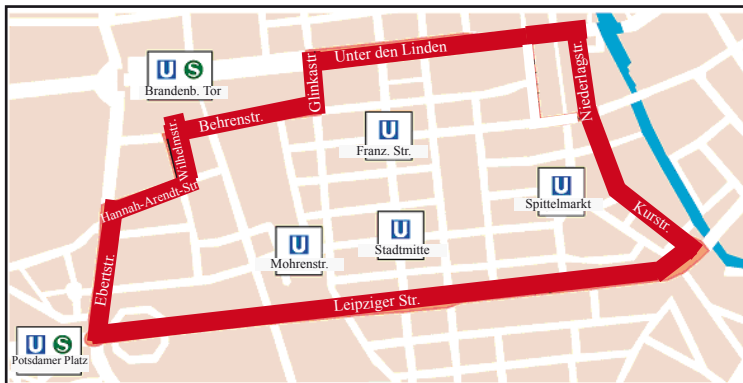 Unter den Linden
Glinkastr.
Niederlagstr.
U S
Brandenb. Tor
Behrenstr.
Wilhelmstr.
U
Franz. Str.
Hannah-Arendt-Str
U
Spittelmarkt
Kurstr.
U
Stadtmitte
U
Mohrenstr.
Ebertstr.
Leipziger Str.
U S
Potsdamer Platz